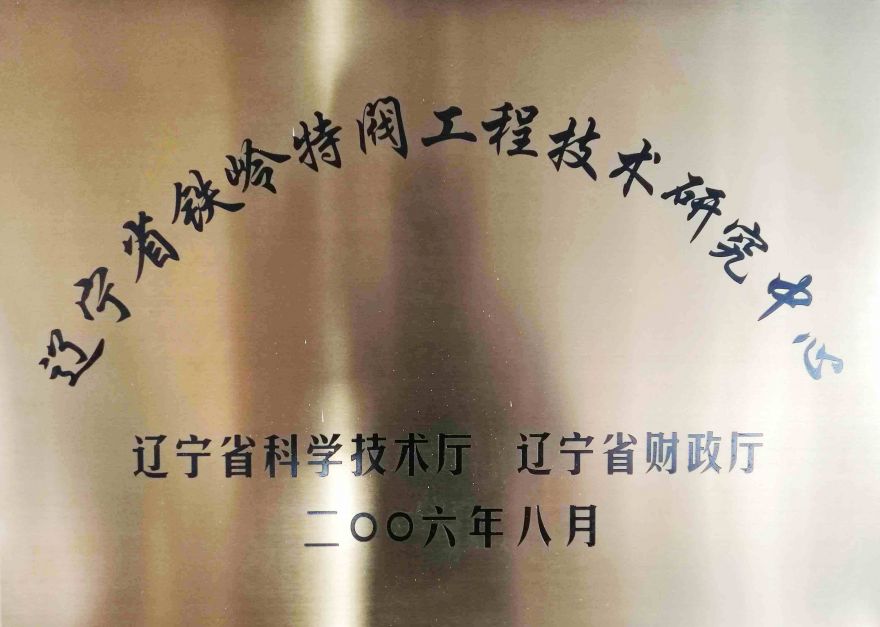 辽宁省铁岭特阀工程技术研究中心
辽宁省科学技术厅 辽宁省财政厅
二〇〇六年八月